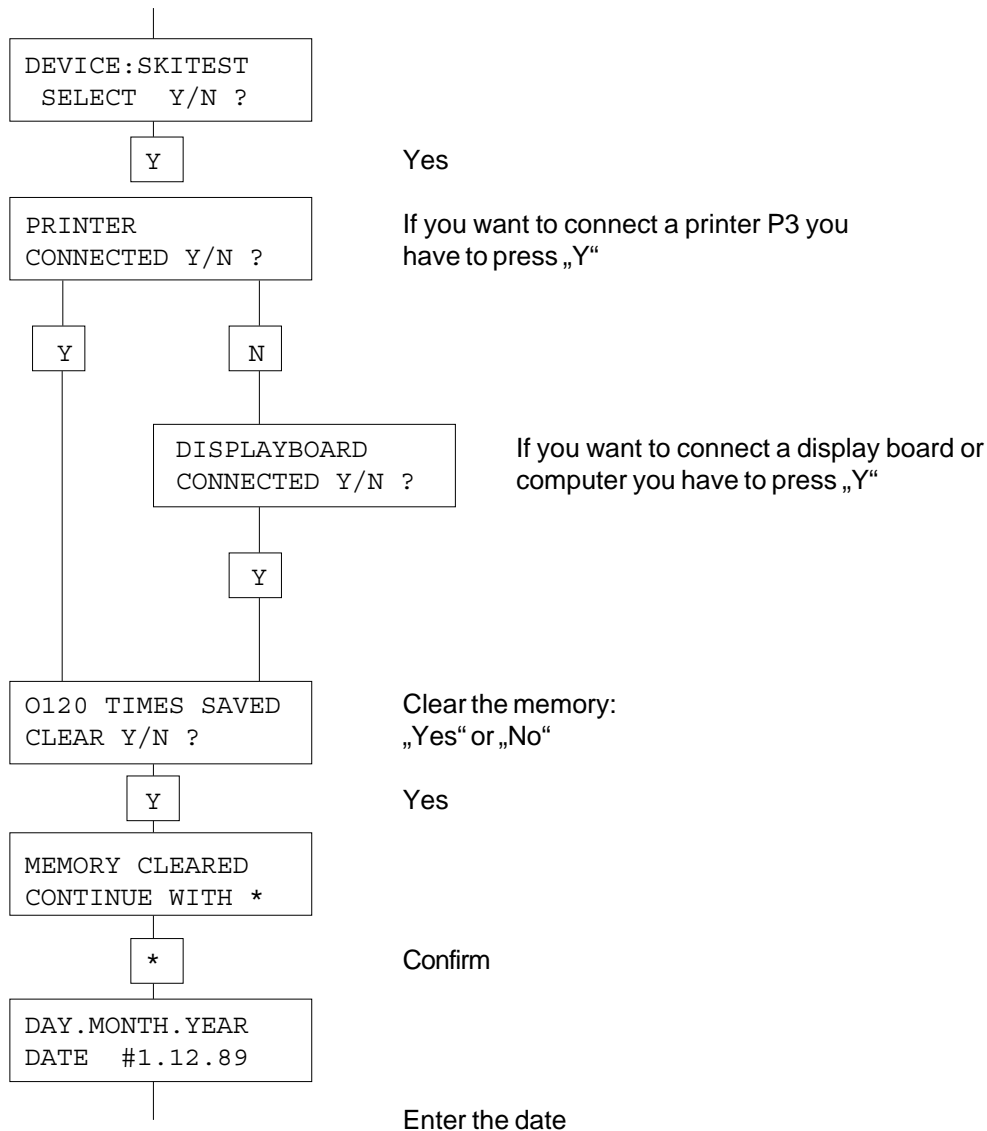 DEVICE:SKITEST
SELECT Y/N ?
Y
Yes
PRINTER
CONNECTED Y/N ?
If you want to connect a printer P3 you
have to press „Y“
Y
N
DISPLAYBOARD
CONNECTED Y/N ?
If you want to connect a display board or
computer you have to press „Y“
Y
O120 TIMES SAVED
CLEAR Y/N ?
Clear the memory:
„Yes“ or „No“
Y
Yes
MEMORY CLEARED
CONTINUE WITH *
*
Confirm
DAY.MONTH.YEAR
DATE #1.12.89
Enter the date